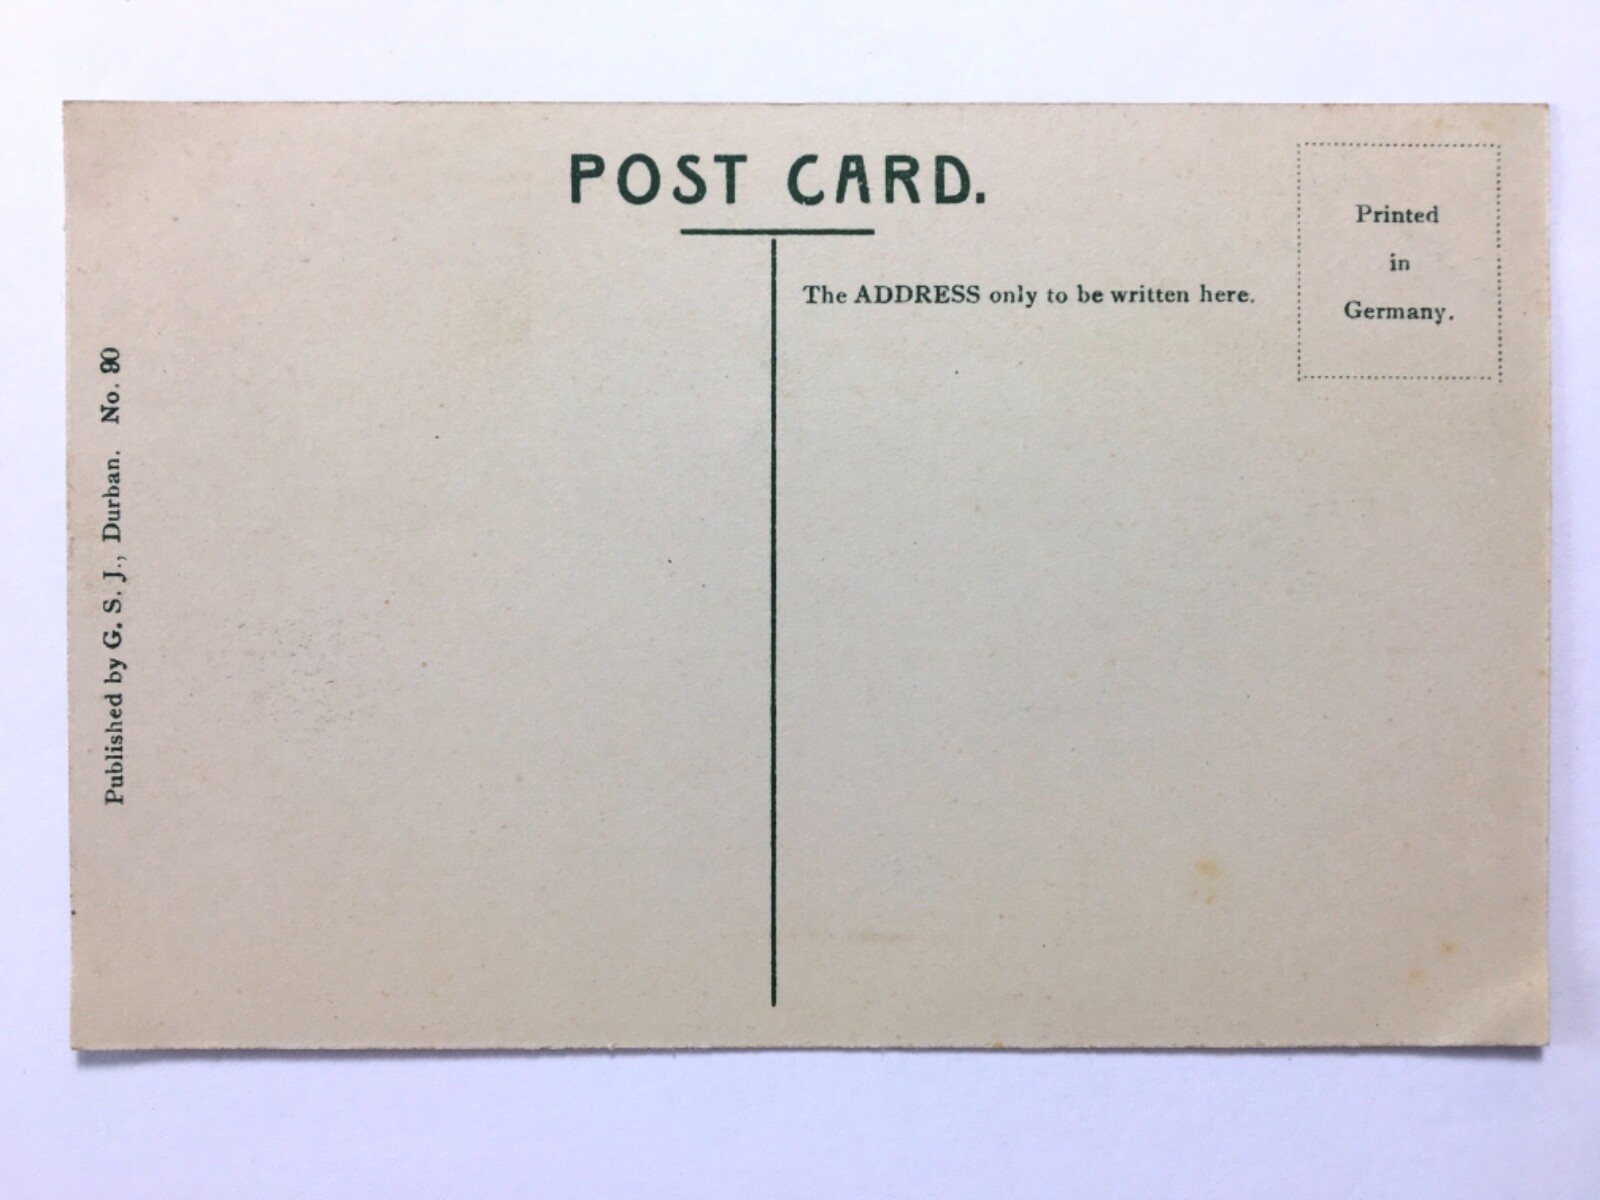 POST CARD.
The ADDRESS only to be written here.
Printed
in
Germany.
Published by G. S. J., Durban. No. 90